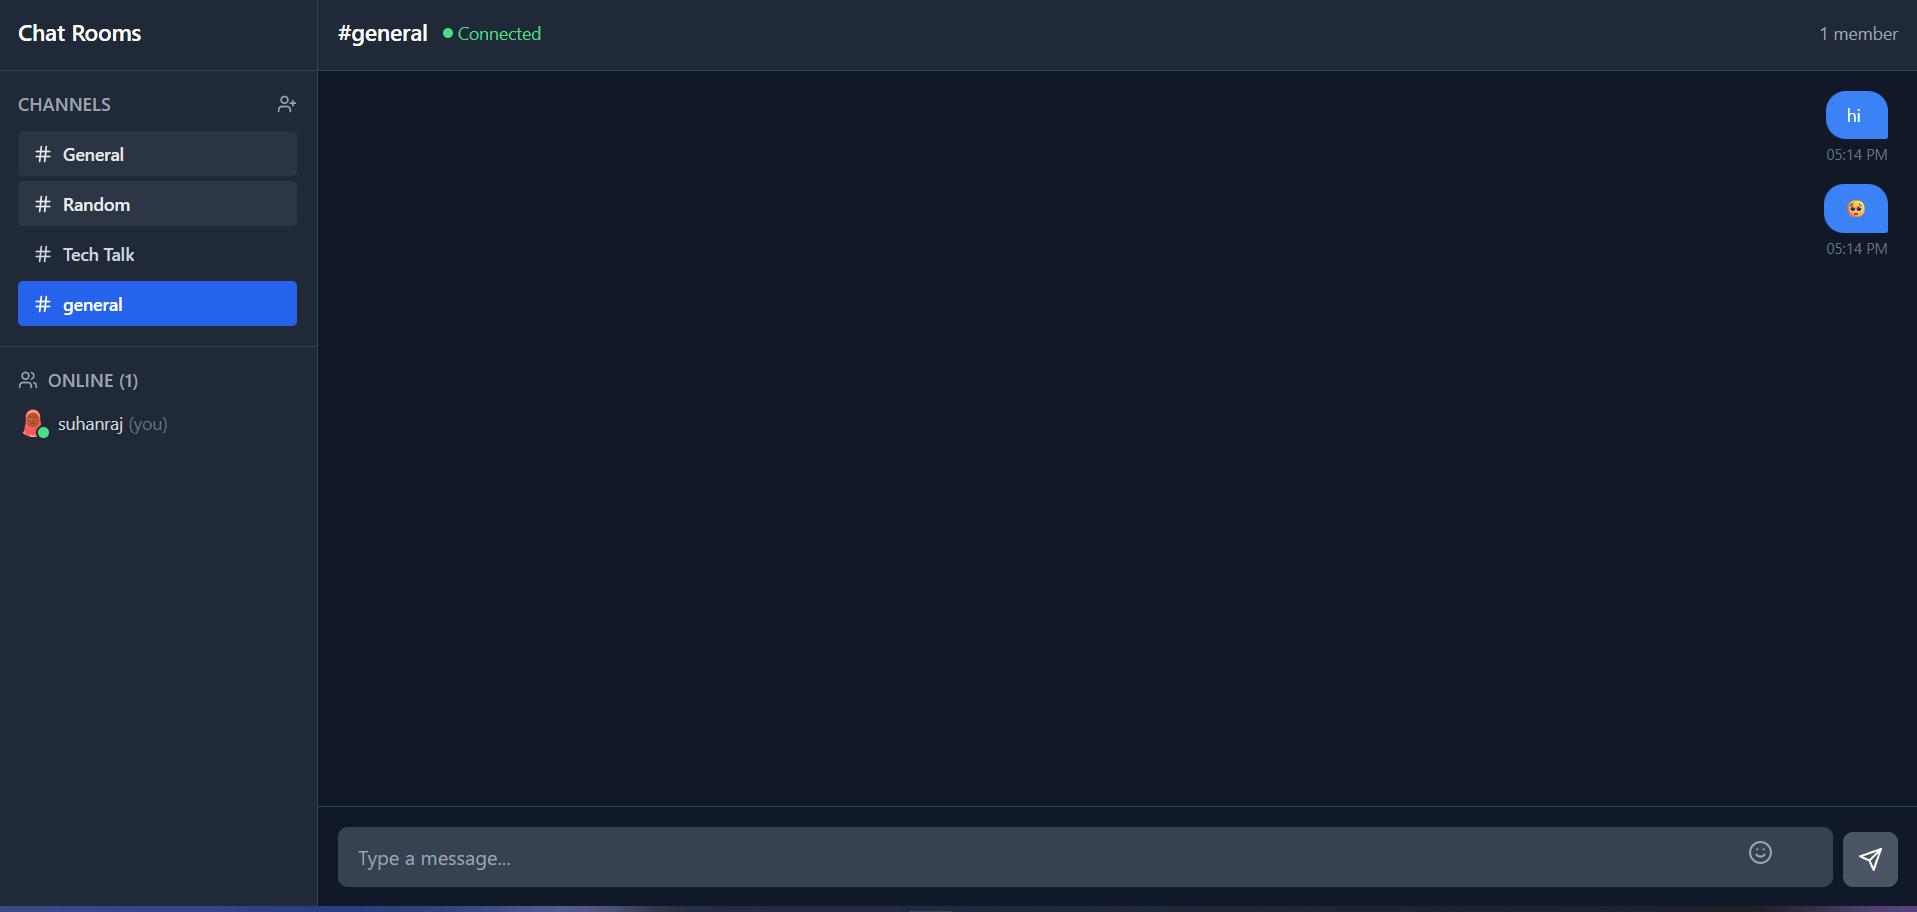 Chat Rooms
CHANNELS
# General
# Random
# Tech Talk
# general
ONLINE (1)
suhanraj (you)
#general
Connected
1 member
hi
05:14 PM
🥺
05:14 PM
Type a message...